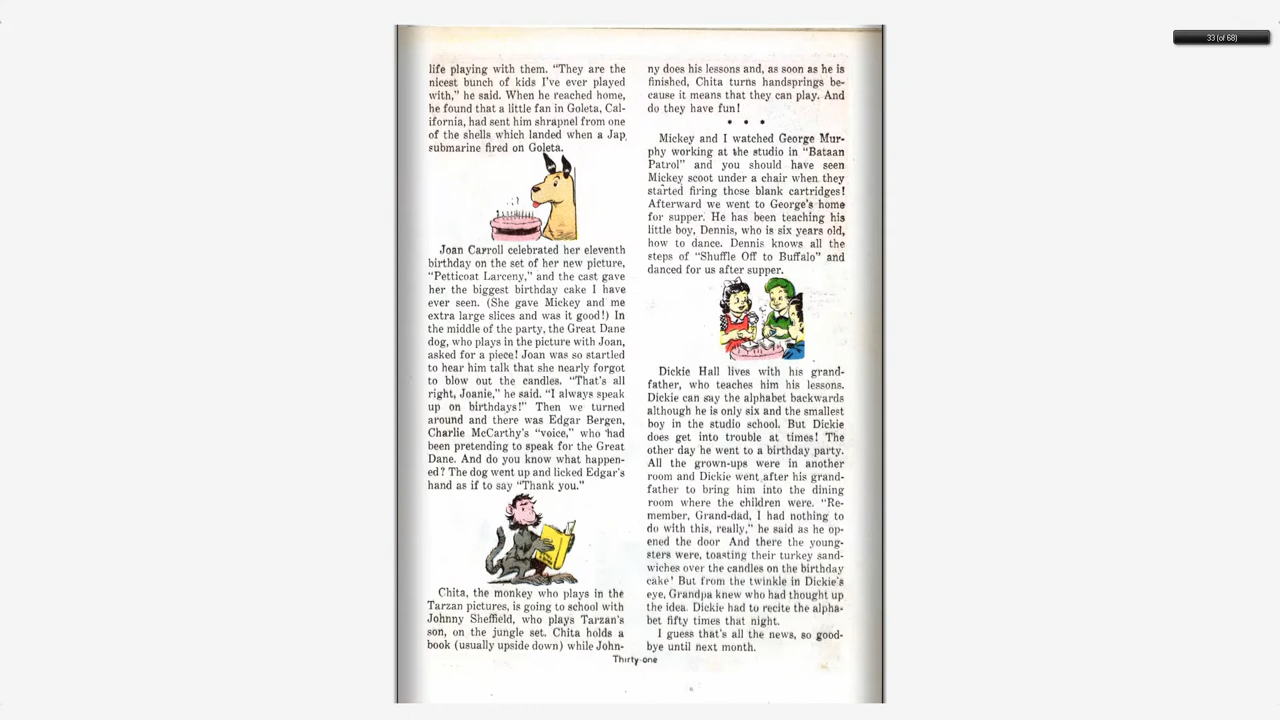 33 (of 68)
life playing with them. “They are the
nicest bunch of kids I've ever played
with,” he said. When he reached home,
he found that a little fan in Goleta, Cal-
ifornia, had sent him shrapnel from one
of the shells which landed when a Jap
submarine fired on Goleta.
Joan Carroll celebrated her eleventh
birthday on the set of her new picture,
“Petticoat Larceny,” and the cast gave
her the biggest birthday cake I have
ever seen. (She gave Mickey and me
extra large slices and was it good!) In
the middle of the party, the Great Dane
dog, who plays in the picture with Joan,
asked for a piece! Joan was so startled
to hear him talk that she nearly forgot
to blow out the candles. “That's all
right, Joanie,” he said. “I always speak
up on birthdays!” Then we turned
around and there was Edgar Bergen,
Charlie McCarthy's “voice,” who had
been pretending to speak for the Great
Dane. And do you know what happen-
ed? The dog went up and licked Edgar's
hand as if to say “Thank you.”
Chita, the monkey who plays in the
Tarzan pictures, is going to school with
Johnny Sheffield, who plays Tarzan's
son, on the jungle set. Chita holds a
book (usually upside down) while John-
ny does his lessons and, as soon as he is
finished, Chita turns handsprings be-
cause it means that they can play. And
do they have fun!
• • •
Mickey and I watched George Mur-
phy working at the studio in “Bataan
Patrol” and you should have seen
Mickey scoot under a chair when they
started firing those blank cartridges!
Afterward we went to George's home
for supper. He has been teaching his
little boy, Dennis, who is six years old,
how to dance. Dennis knows all the
steps of “Shuffle Off to Buffalo” and
danced for us after supper.
Dickie Hall lives with his grand-
father, who teaches him his lessons.
Dickie can say the alphabet backwards
although he is only six and the smallest
boy in the studio school. But Dickie
does get into trouble at times! The
other day he went to a birthday party.
All the grown-ups were in another
room and Dickie went after his grand-
father to bring him into the dining
room where the children were. “Re-
member, Grand-dad, I had nothing to
do with this, really,” he said as he op-
ened the door And there the young-
sters were, toasting their turkey sand-
wiches over the candles on the birthday
cake! But from the twinkle in Dickie's
eye, Grandpa knew who had thought up
the idea. Dickie had to recite the alpha-
bet fifty times that night.
I guess that's all the news, so good-
bye until next month.
Thirty-one